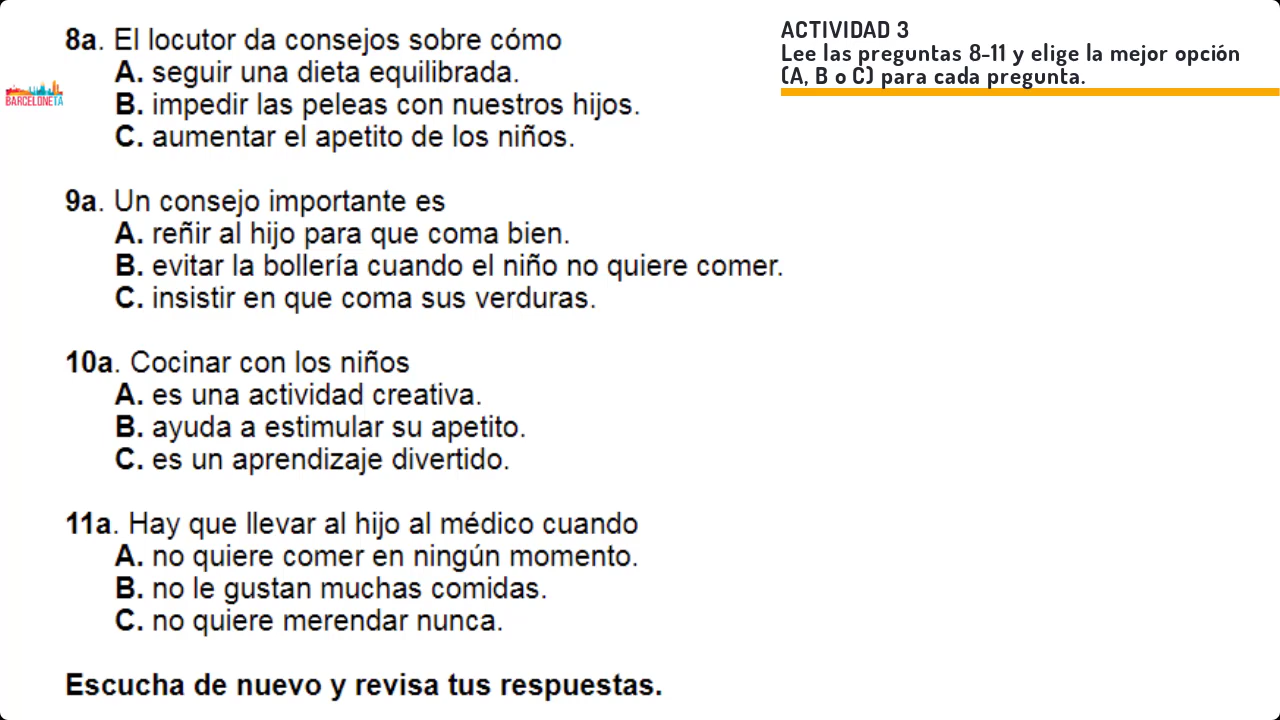 8a. El locutor da consejos sobre cómo
A. seguir una dieta equilibrada.
B. impedir las peleas con nuestros hijos.
C. aumentar el apetito de los niños.
9a. Un consejo importante es
A. reñir al hijo para que coma bien.
B. evitar la bollería cuando el niño no quiere comer.
C. insistir en que coma sus verduras.
10a. Cocinar con los niños
A. es una actividad creativa.
B. ayuda a estimular su apetito.
C. es un aprendizaje divertido.
11a. Hay que llevar al hijo al médico cuando
A. no quiere comer en ningún momento.
B. no le gustan muchas comidas.
C. no quiere merendar nunca.
Escucha de nuevo y revisa tus respuestas.
ACTIVIDAD 3
Lee las preguntas 8-11 y elige la mejor opción
(A, B o C) para cada pregunta.
BARCELONETA